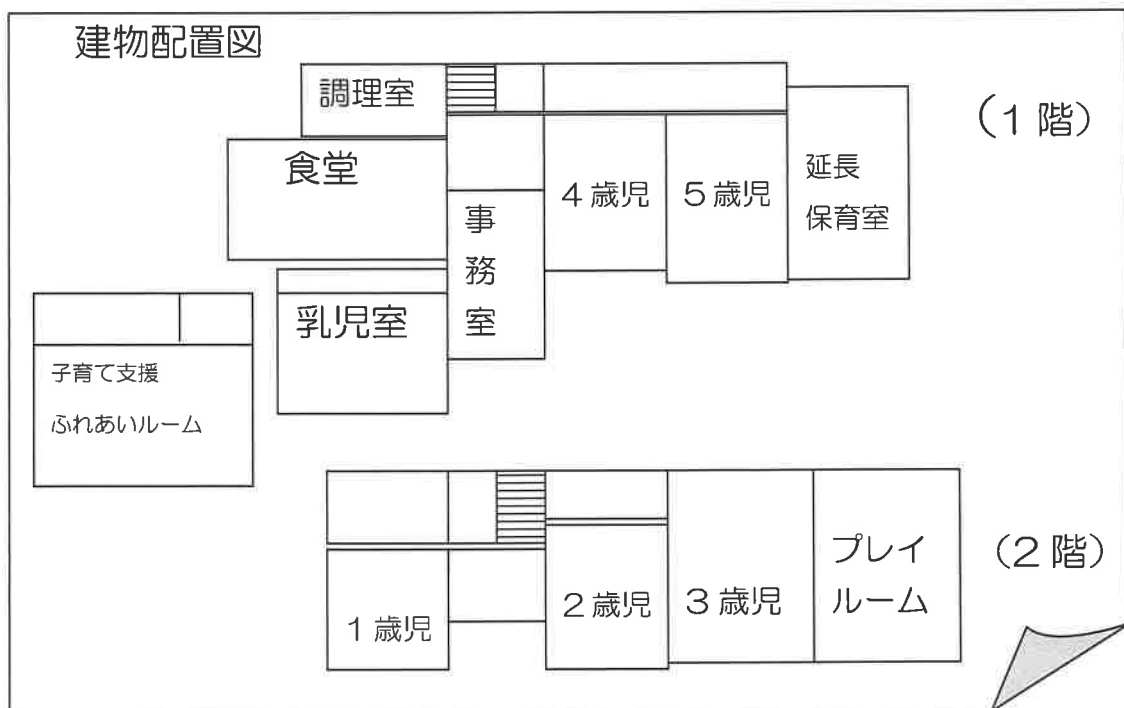 建物配置図
(1階)
調理室
食堂
4歳児
5歳児
延長
保育室
事
務
室
乳児室
子育て支援
ふれあいルーム
(2階)
1歳児
2歳児
3歳児
プレイ
ルーム